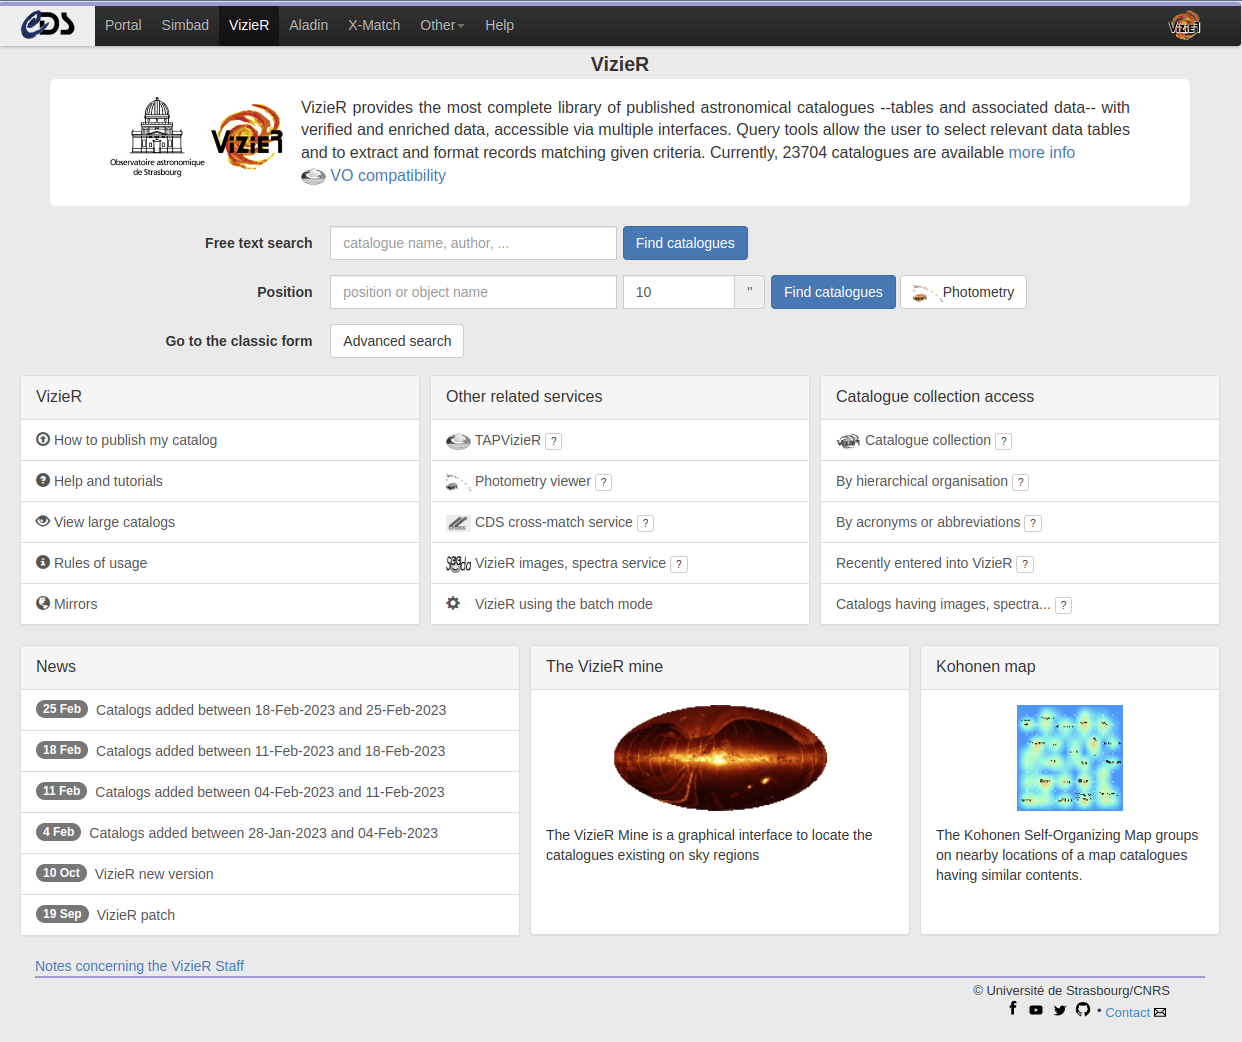 CDS Portal Simbad VizieR Aladin X-Match Other Help VizieR
VizieR
Observatoire astronomique
de Strasbourg
VizieR
VizieR provides the most complete library of published astronomical catalogues --tables and associated data-- with
verified and enriched data, accessible via multiple interfaces. Query tools allow the user to select relevant data tables
and to extract and format records matching given criteria. Currently, 23704 catalogues are available more info
VO compatibility
Free text search catalogue name, author, ... Find catalogues
Position position or object name 10 " Find catalogues Photometry
Go to the classic form Advanced search
VizieR
How to publish my catalog
Help and tutorials
View large catalogs
Rules of usage
Mirrors
Other related services
TAPVizieR ?
Photometry viewer ?
CDS cross-match service ?
VizieR images, spectra service ?
VizieR using the batch mode
Catalogue collection access
Catalogue collection ?
By hierarchical organisation ?
By acronyms or abbreviations ?
Recently entered into VizieR ?
Catalogs having images, spectra... ?
News
25 Feb Catalogs added between 18-Feb-2023 and 25-Feb-2023
18 Feb Catalogs added between 11-Feb-2023 and 18-Feb-2023
11 Feb Catalogs added between 04-Feb-2023 and 11-Feb-2023
4 Feb Catalogs added between 28-Jan-2023 and 04-Feb-2023
10 Oct VizieR new version
19 Sep VizieR patch
The VizieR mine
The VizieR Mine is a graphical interface to locate the
catalogues existing on sky regions
Kohonen map
The Kohonen Self-Organizing Map groups
on nearby locations of a map catalogues
having similar contents.
Notes concerning the VizieR Staff
© Université de Strasbourg/CNRS
• Contact